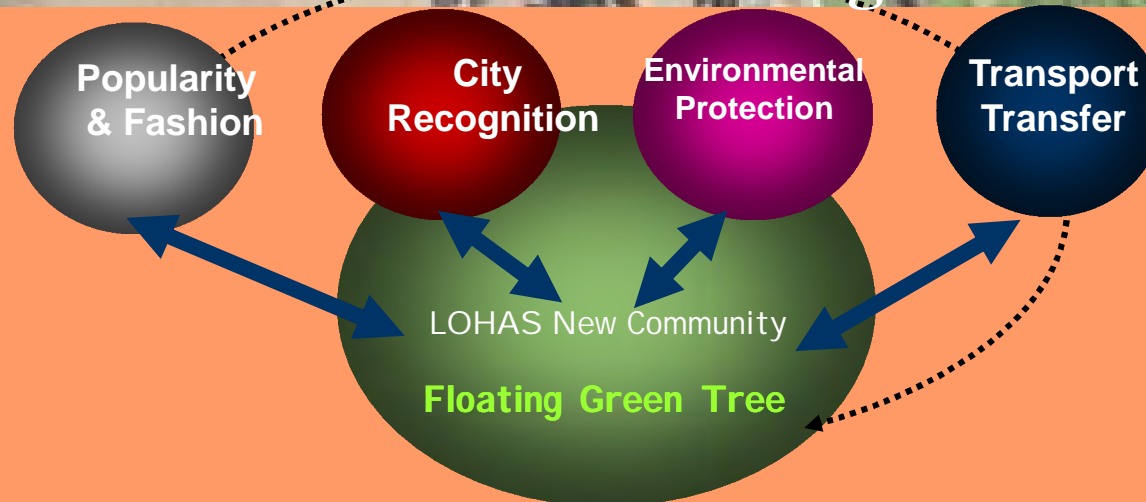 Popularity
& Fashion
City
Recognition
Environmental
Protection
Transport
Transfer
LOHAS New Community
Floating Green Tree